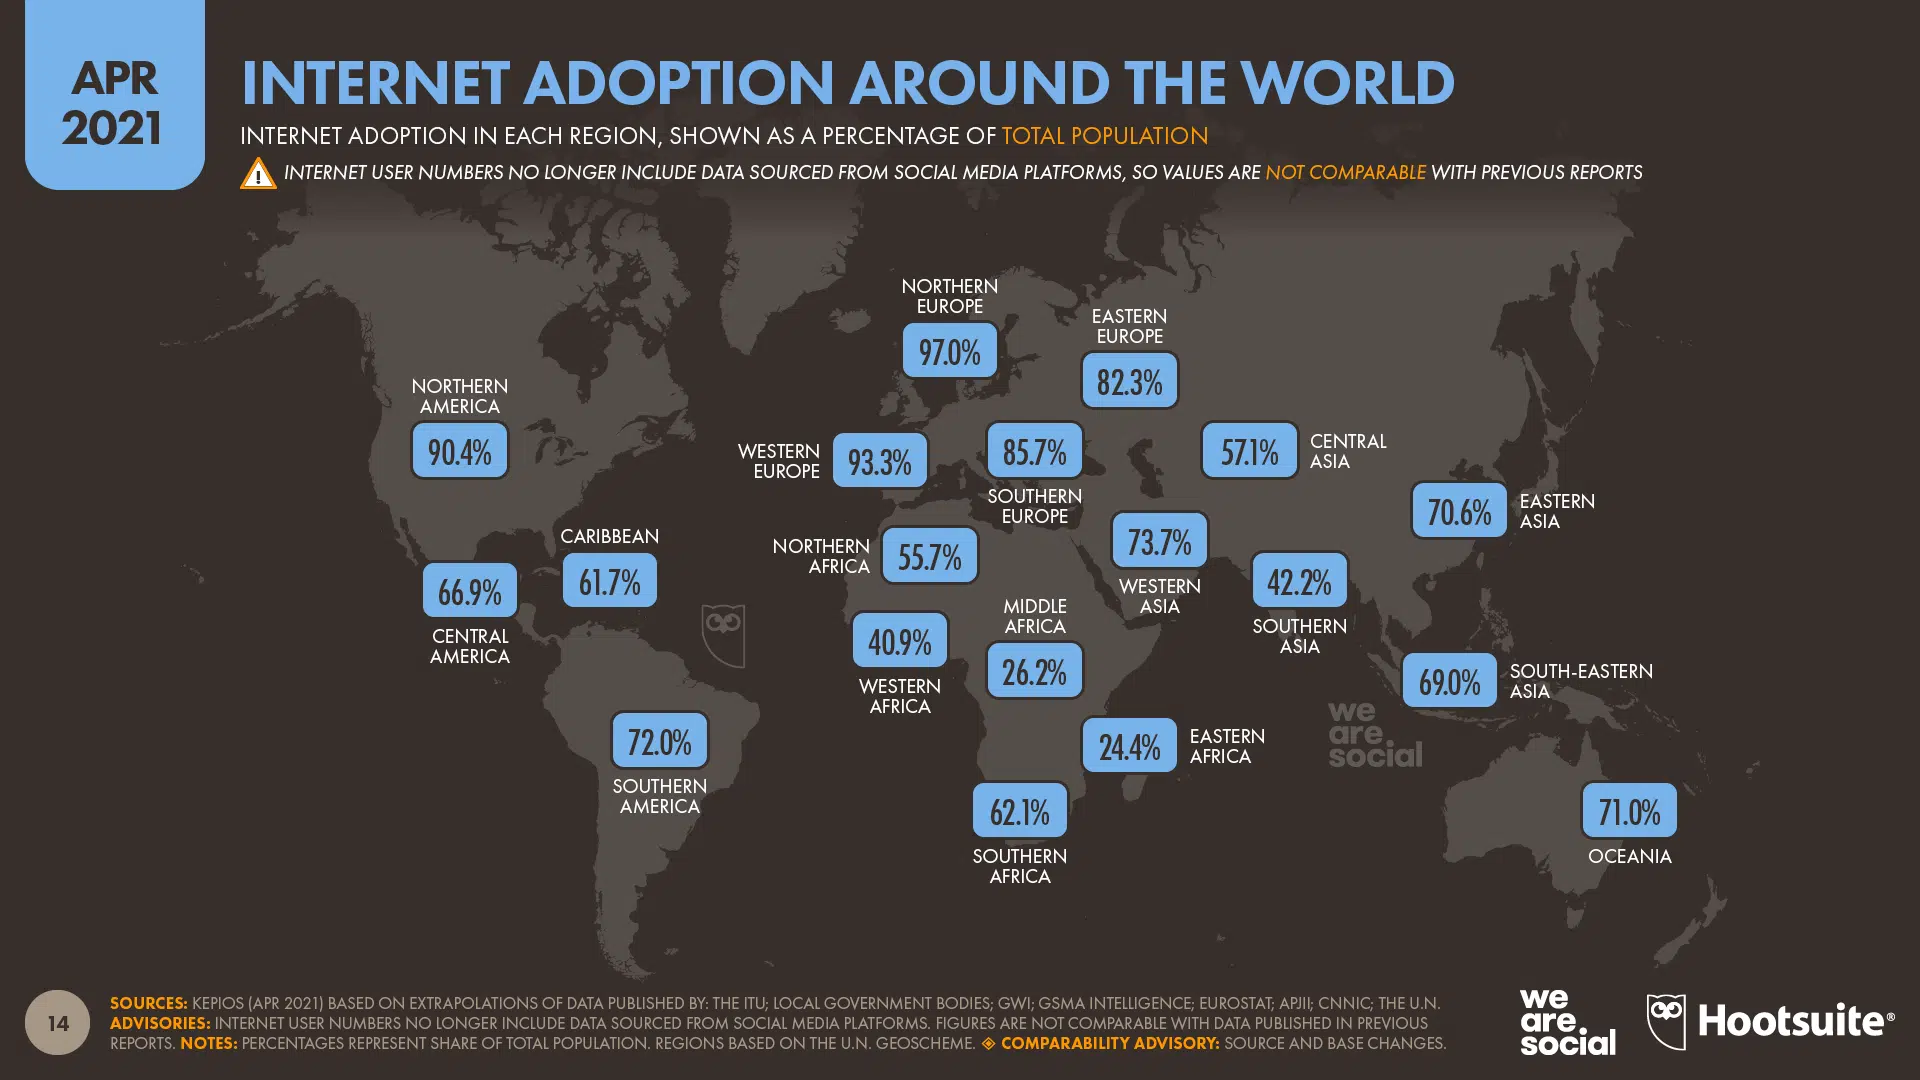 APR
2021
INTERNET ADOPTION AROUND THE WORLD
INTERNET ADOPTION IN EACH REGION, SHOWN AS A PERCENTAGE OF TOTAL POPULATION
INTERNET USER NUMBERS NO LONGER INCLUDE DATA SOURCED FROM SOCIAL MEDIA PLATFORMS, SO VALUES ARE NOT COMPARABLE WITH PREVIOUS REPORTS
NORTHERN
EUROPE
97.0%
EASTERN
EUROPE
82.3%
NORTHERN
AMERICA
90.4%
WESTERN
EUROPE
93.3%
85.7%
SOUTHERN
EUROPE
57.1%
CENTRAL
ASIA
70.6%
EASTERN
ASIA
CARIBBEAN
61.7%
66.9%
CENTRAL
AMERICA
NORTHERN
AFRICA
55.7%
73.7%
WESTERN
ASIA
42.2%
SOUTHERN
ASIA
MIDDLE
AFRICA
26.2%
40.9%
WESTERN
AFRICA
69.0%
SOUTH-EASTERN
ASIA
72.0%
SOUTHERN
AMERICA
24.4%
EASTERN
AFRICA
we
are
social
62.1%
SOUTHERN
AFRICA
71.0%
OCEANIA
14
SOURCES: KEPIOS (APR 2021) BASED ON EXTRAPOLATIONS OF DATA PUBLISHED BY: THE ITU; LOCAL GOVERNMENT BODIES; GWI; GSMA INTELLIGENCE; EUROSTAT; APJII; CNNIC; THE U.N.
ADVISORIES: INTERNET USER NUMBERS NO LONGER INCLUDE DATA SOURCED FROM SOCIAL MEDIA PLATFORMS. FIGURES ARE NOT COMPARABLE WITH DATA PUBLISHED IN PREVIOUS
REPORTS. NOTES: PERCENTAGES REPRESENT SHARE OF TOTAL POPULATION. REGIONS BASED ON THE U.N. GEOSCHEME. COMPARABILITY ADVISORY: SOURCE AND BASE CHANGES.
we
are
social
Hootsuite®